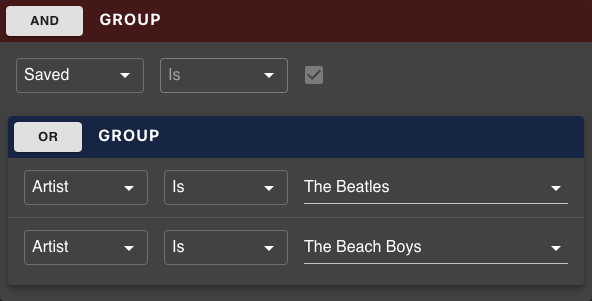 AND GROUP
Saved Is
OR GROUP
Artist Is The Beatles
Artist Is The Beach Boys